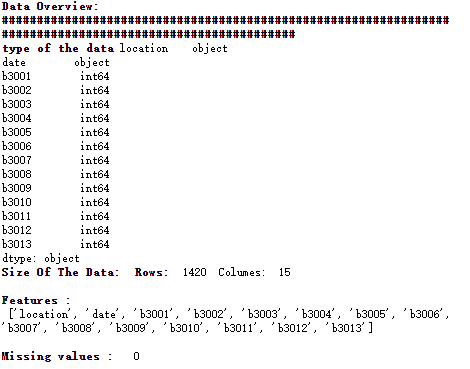 Data Overview:
################################################################
##########################################
type of the data location    object
date        object
b3001        int64
b3002        int64
b3003        int64
b3004        int64
b3005        int64
b3006        int64
b3007        int64
b3008        int64
b3009        int64
b3010        int64
b3011        int64
b3012        int64
b3013        int64
dtype: object
Size Of The Data:  Rows:  1420  Columes:  15
Features :
['location', 'date', 'b3001', 'b3002', 'b3003', 'b3004', 'b3005', 'b3006',
'b3007', 'b3008', 'b3009', 'b3010', 'b3011', 'b3012', 'b3013']
Missing values :   0